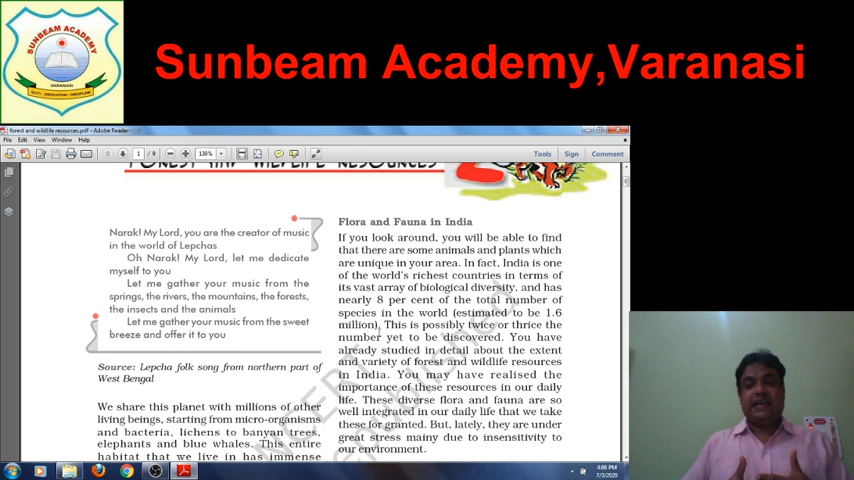 Sunbeam Academy,Varanasi
SUNBEAM ACADEMY
VARANASI
forest and wildlife resources.pdf - Adobe Reader
File Edit View Window Help
1 / 9 139% Tools Sign Comment
FOREST AND WILDLIFE RESOURCES
Narak! My Lord, you are the creator of music
in the world of Lepchas
Oh Narak! My Lord, let me dedicate
myself to you
Let me gather your music from the
springs, the rivers, the mountains, the forests,
the insects and the animals
Let me gather your music from the sweet
breeze and offer it to you
Source: Lepcha folk song from northern part of
West Bengal
We share this planet with millions of other
living beings, starting from micro-organisms
and bacteria, lichens to banyan trees,
elephants and blue whales. This entire
habitat that we live in has immense
Flora and Fauna in India
If you look around, you will be able to find
that there are some animals and plants which
are unique in your area. In fact, India is one
of the world's richest countries in terms of
its vast array of biological diversity, and has
nearly 8 per cent of the total number of
species in the world (estimated to be 1.6
million). This is possibly twice or thrice the
number yet to be discovered. You have
already studied in detail about the extent
and variety of forest and wildlife resources
in India. You may have realised the
importance of these resources in our daily
life. These diverse flora and fauna are so
well integrated in our daily life that we take
these for granted. But, lately, they are under
great stress mainy due to insensitivity to
our environment.
NCERT
republished
4:08 PM
7/3/2020